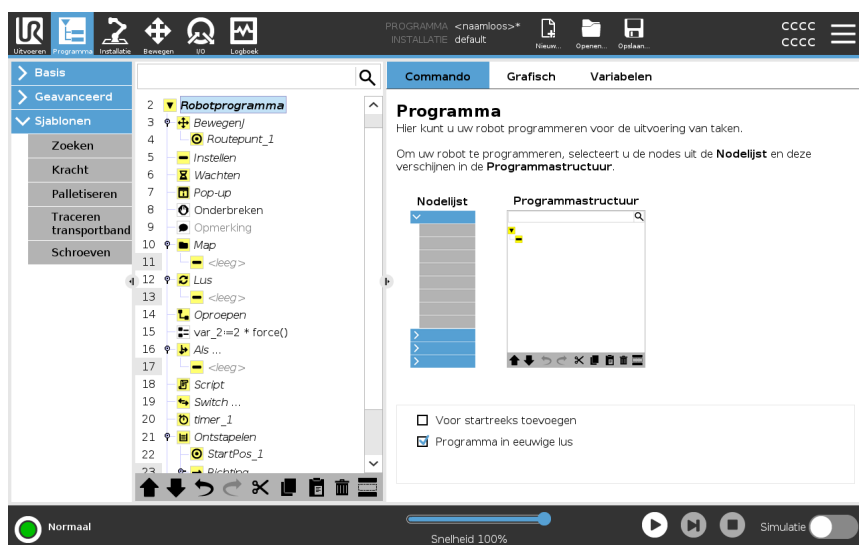 PROGRAMMA <naamloos>*
INSTALLATIE default
Uitvoeren Programma Installatie Bewegen I/O Logboek
Nieuw... Openen... Opslaan...
cccc
cccc
Basis
Geavanceerd
Sjablonen
Zoeken
Kracht
Palletiseren
Traceren
transportband
Schroeven
2 Robotprogramma
3 BewegenJ
4 Routepunt_1
5 Instellen
6 Wachten
7 Pop-up
8 Onderbreken
9 Opmerking
10 Map
11 <leeg>
12 Lus
13 <leeg>
14 Oproepen
15 var_2:=2 * force()
16 Als ...
17 <leeg>
18 Script
19 Switch ...
20 timer_1
21 Ontstapelen
22 StartPos_1
23 Richting
Commando Grafisch Variabelen
Programma
Hier kunt u uw robot programmeren voor de uitvoering van taken.
Om uw robot te programmeren, selecteert u de nodes uit de Nodelijst en deze
verschijnen in de Programmastructuur.
Nodelijst Programmastructuur
Voor startreeks toevoegen
Programma in eeuwige lus
Normaal
Snelheid 100%
Simulatie